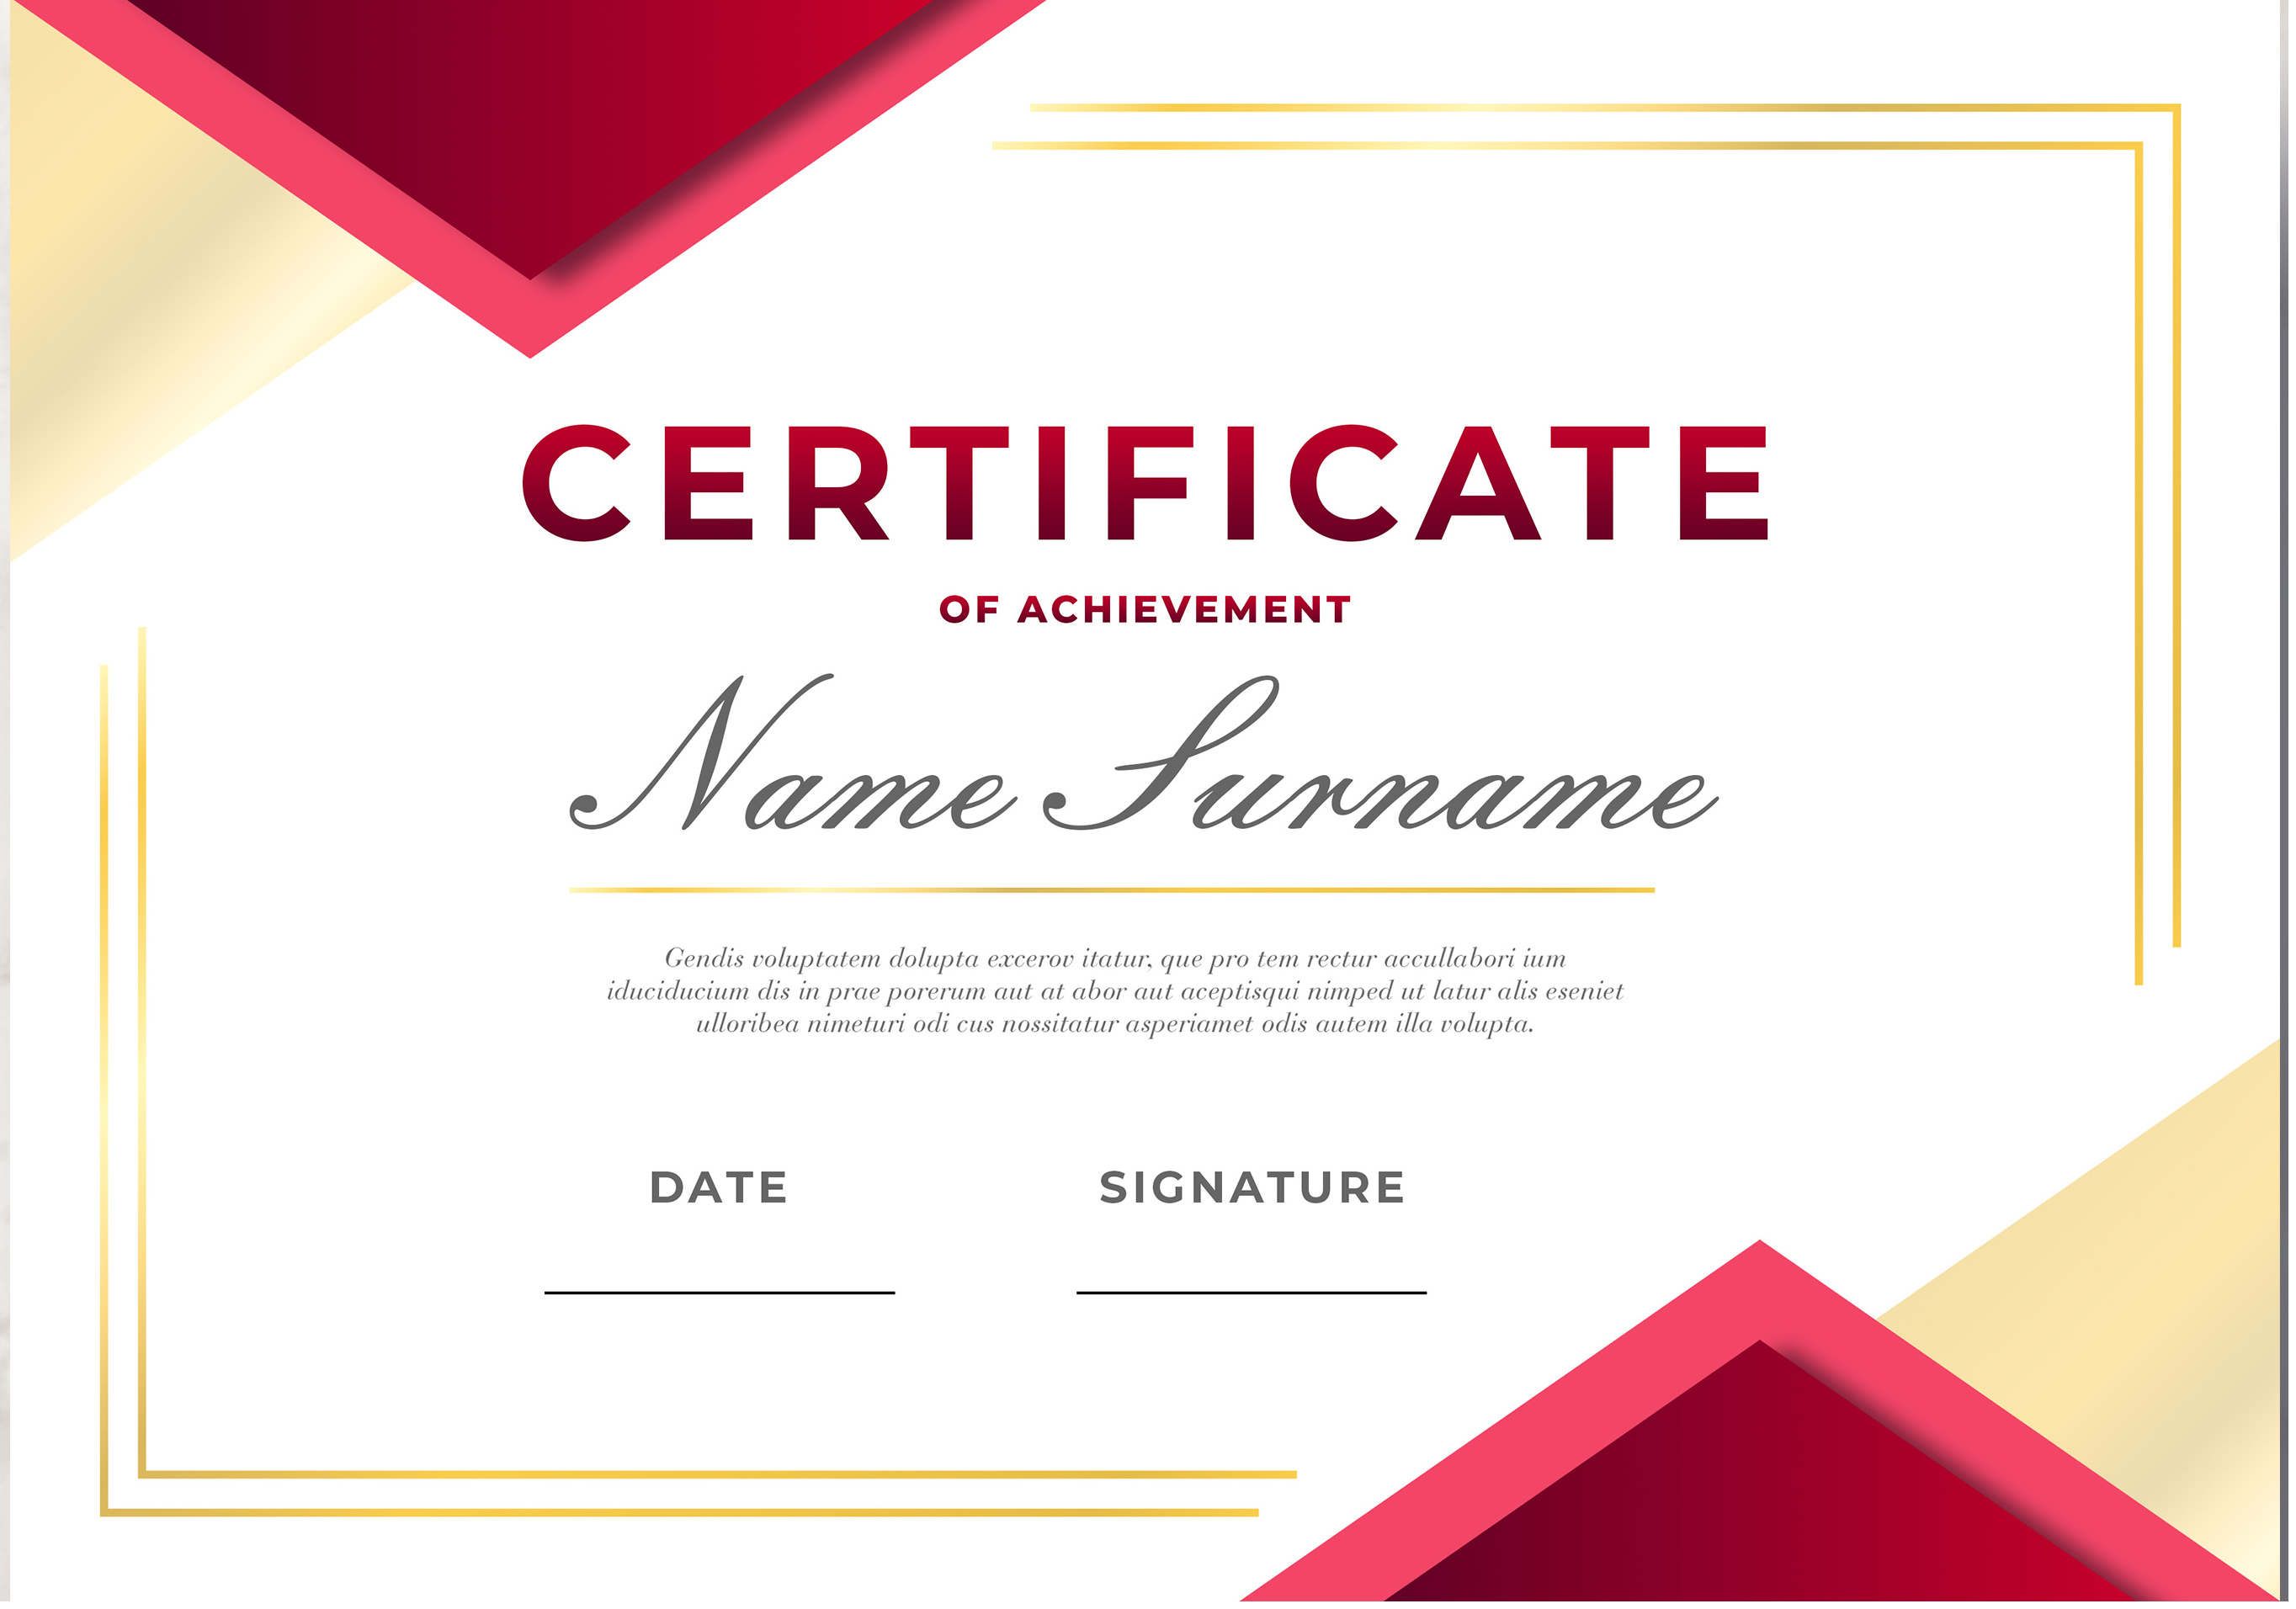 CERTIFICATE
OF ACHIEVEMENT
Name Surname
Gendis voluptatem dolupta excerov itatur, que pro tem rectur accullabori ium
iduciducium dis in prae porerum aut at abor aut aceptisqui nimped ut latur alis eseniet
ulloribea nimeturi odi cus nossitatur asperiamet odis autem illa volupta.
DATE SIGNATURE